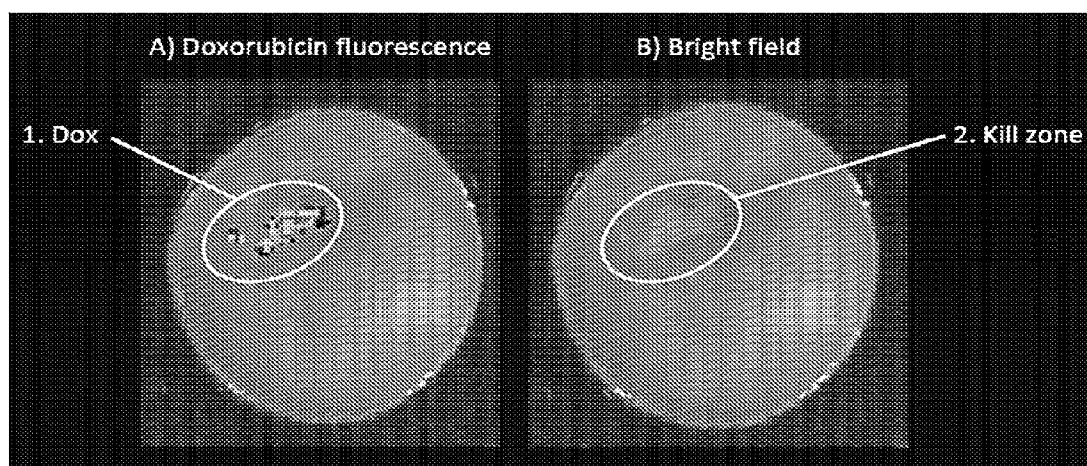 A) Doxorubicin fluorescence
B) Bright field
1. Dox
2. Kill zone